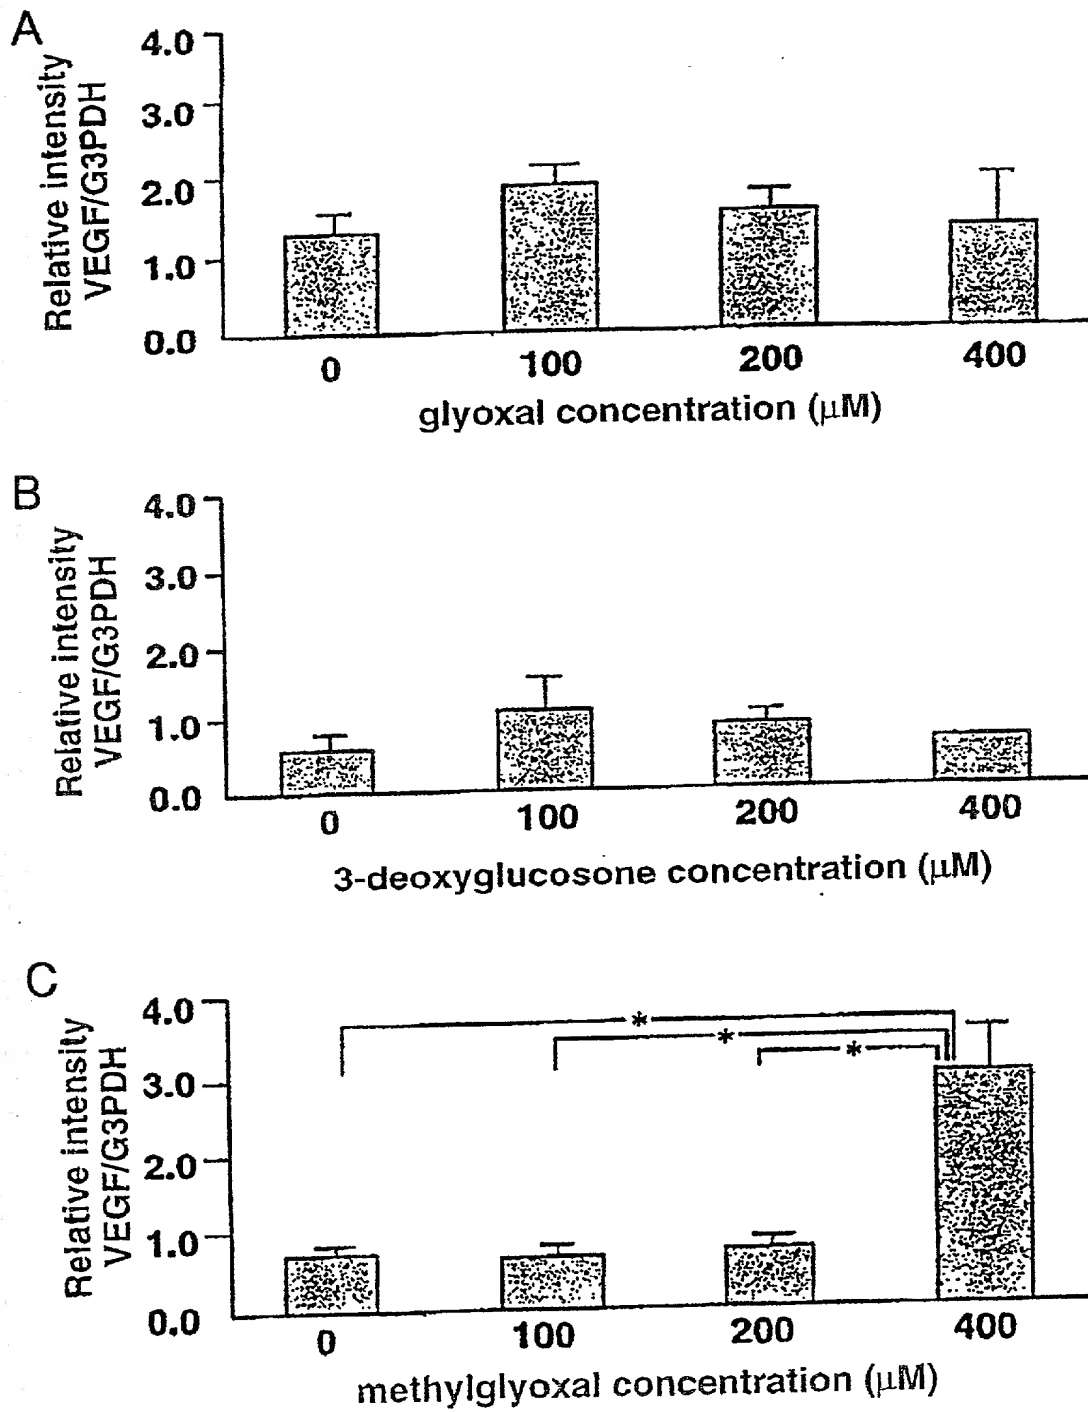 A
Relative intensity
VEGF/G3PDH
4.0
3.0
2.0
1.0
0.0
0 100 200 400
glyoxal concentration (μM)
B
Relative intensity
VEGF/G3PDH
4.0
3.0
2.0
1.0
0.0
0 100 200 400
3-deoxyglucosone concentration (μM)
C
Relative intensity
VEGF/G3PDH
4.0
3.0
2.0
1.0
0.0
*
*
*
0 100 200 400
methylglyoxal concentration (μM)